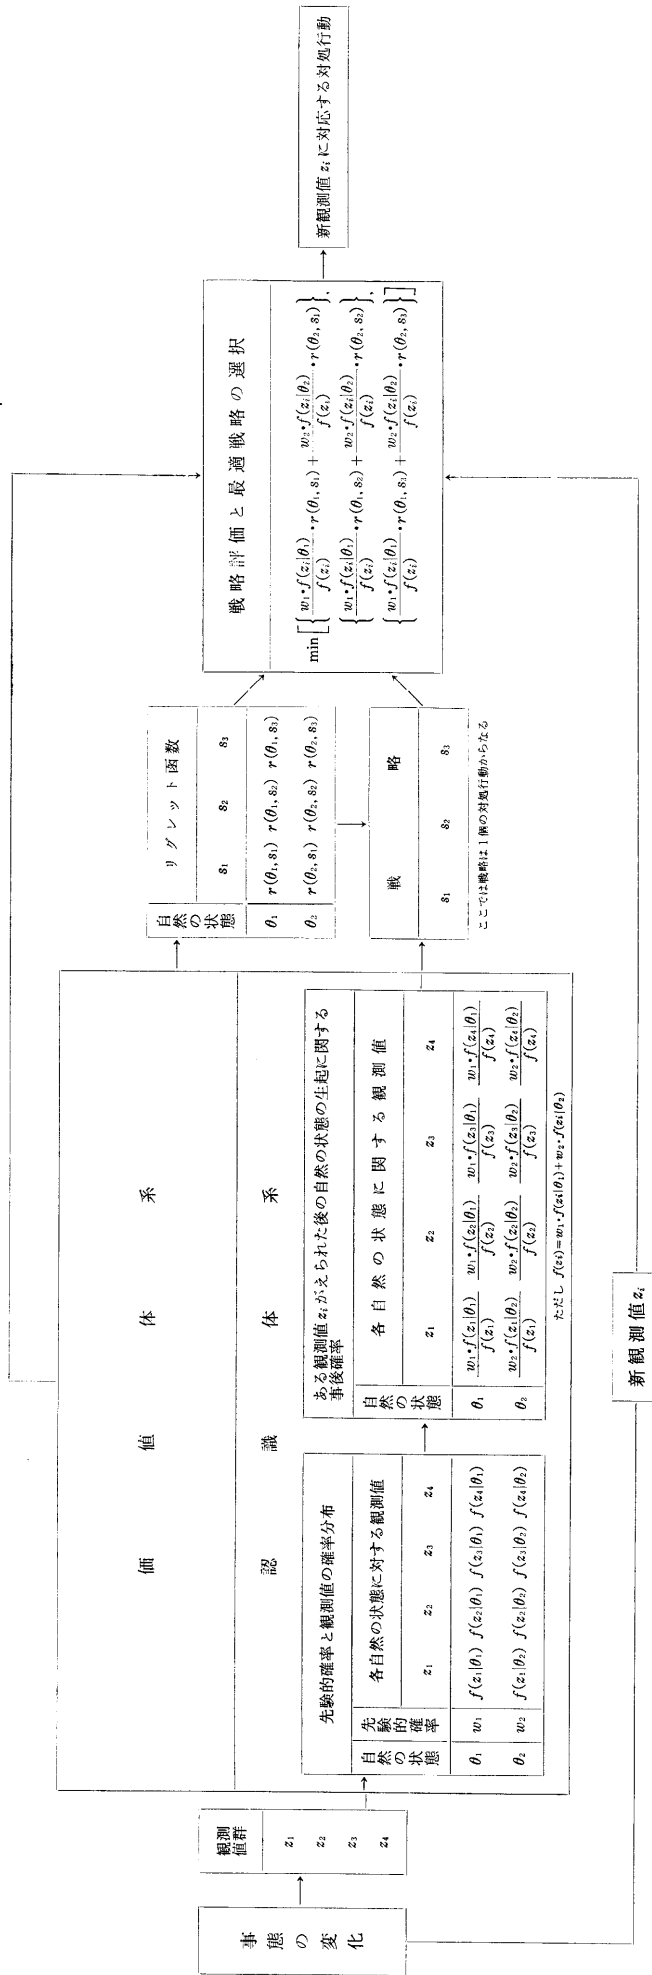 事態の変化
観測値群
z₁
z₂
z₃
z₄
価値体系
認識体系
先験的確率と観測値の確率分布
自然の状態 先験的確率 各自然の状態に対する観測値
z₁ z₂ z₃ z₄
θ₁ w₁ f(z₁|θ₁) f(z₂|θ₁) f(z₃|θ₁) f(z₄|θ₁)
θ₂ w₂ f(z₁|θ₂) f(z₂|θ₂) f(z₃|θ₂) f(z₄|θ₂)
ある観測値 zᵢ がえられた後の自然の状態の生起に関する
事後確率
自然の状態 各自然の状態に関する観測値
z₁ z₂ z₃ z₄
θ₁ w₁•f(z₁|θ₁)/f(z₁) w₁•f(z₂|θ₁)/f(z₂) w₁•f(z₃|θ₁)/f(z₃) w₁•f(z₄|θ₁)/f(z₄)
θ₂ w₂•f(z₁|θ₂)/f(z₁) w₂•f(z₂|θ₂)/f(z₂) w₂•f(z₃|θ₂)/f(z₃) w₂•f(z₄|θ₂)/f(z₄)
ただし f(zᵢ)=w₁•f(zᵢ|θ₁)+w₂•f(zᵢ|θ₂)
自然の状態 リグレット函数
s₁ s₂ s₃
θ₁ r(θ₁,s₁) r(θ₁,s₂) r(θ₁,s₃)
θ₂ r(θ₂,s₁) r(θ₂,s₂) r(θ₂,s₃)
戦略
s₁ s₂ s₃
ここでは戦略は1個の対処行動からなる
戦略評価と最適戦略の選択
min[{w₁•f(zᵢ|θ₁)/f(zᵢ)•r(θ₁,s₁)+w₂•f(zᵢ|θ₂)/f(zᵢ)•r(θ₂,s₁)},
{w₁•f(zᵢ|θ₁)/f(zᵢ)•r(θ₁,s₂)+w₂•f(zᵢ|θ₂)/f(zᵢ)•r(θ₂,s₂)},
{w₁•f(zᵢ|θ₁)/f(zᵢ)•r(θ₁,s₃)+w₂•f(zᵢ|θ₂)/f(zᵢ)•r(θ₂,s₃)}]
新観測値 zᵢ に対応する対処行動
新観測値 zᵢ